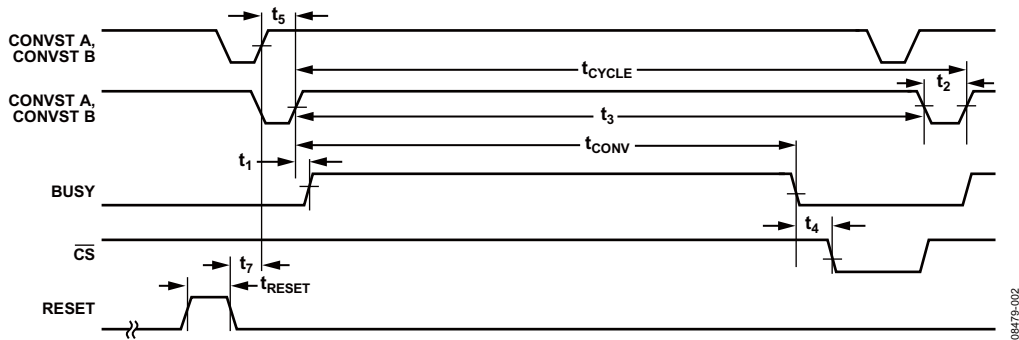 t5
CONVST A,
CONVST B
tCYCLE
t2
CONVST A,
CONVST B
t3
tCONV
t1
BUSY
t4
CS
t7
tRESET
RESET
08479-002